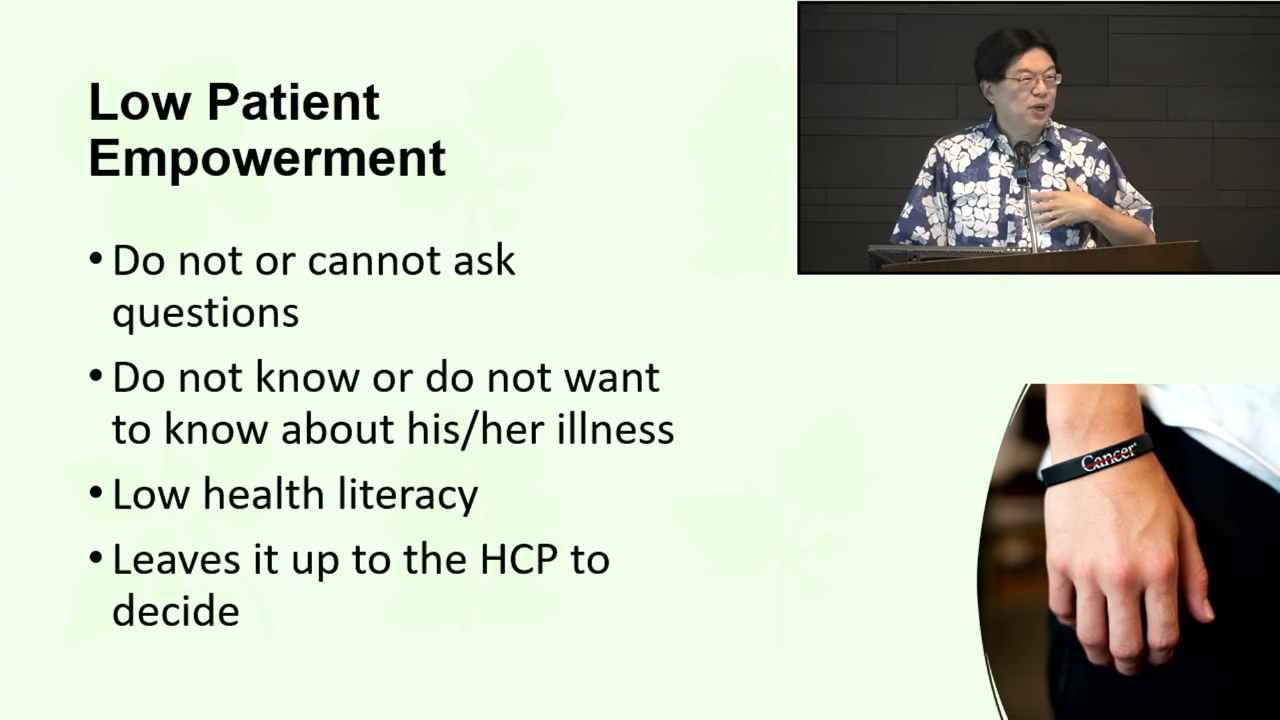 Low Patient
Empowerment
• Do not or cannot ask
questions
• Do not know or do not want
to know about his/her illness
• Low health literacy
• Leaves it up to the HCP to
decide
Cancer